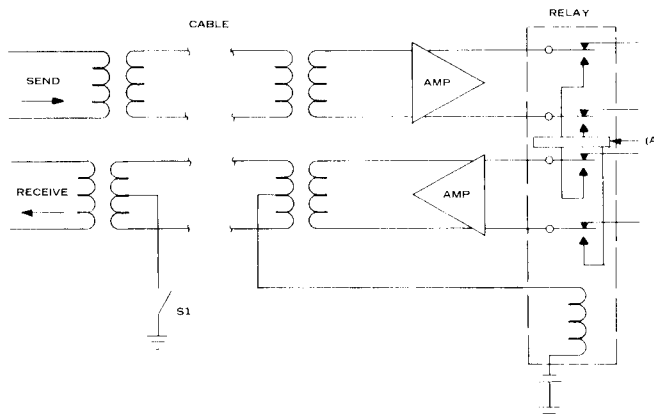 RELAY
CABLE
SEND
AMP
(A
RECEIVE
AMP
S1